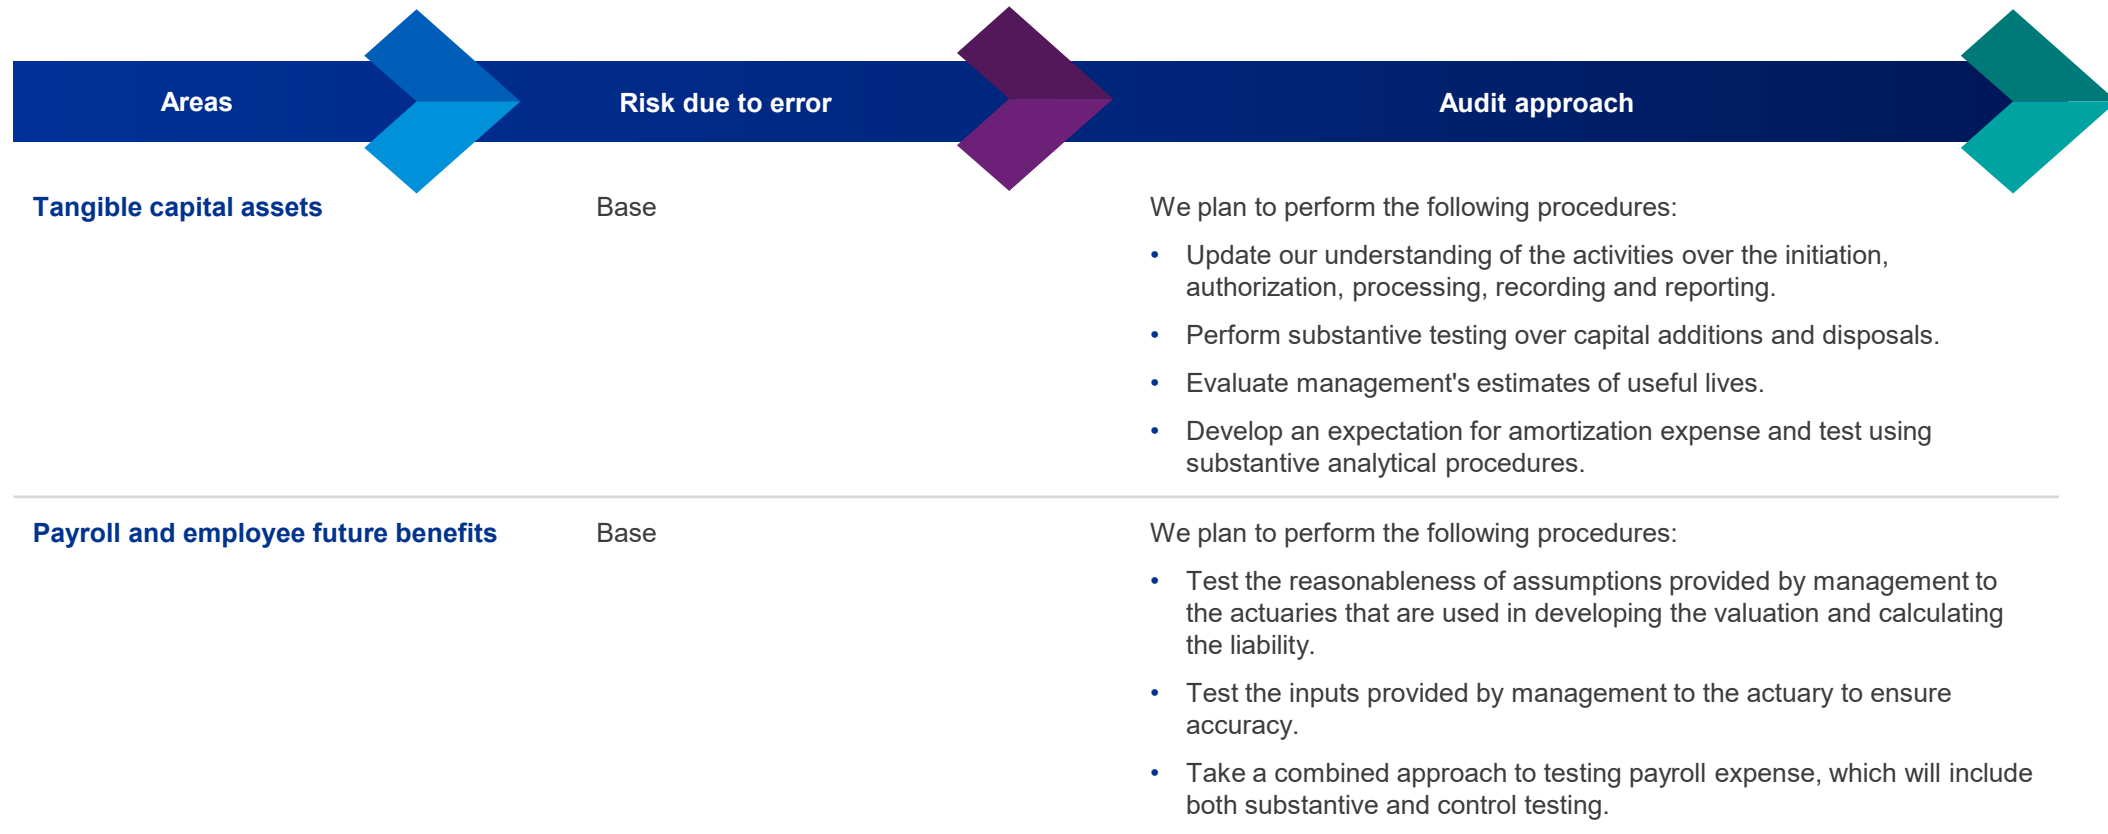 Areas
Risk due to error
Audit approach
Tangible capital assets
Base
We plan to perform the following procedures:
• Update our understanding of the activities over the initiation,
authorization, processing, recording and reporting.
• Perform substantive testing over capital additions and disposals.
• Evaluate management's estimates of useful lives.
• Develop an expectation for amortization expense and test using
substantive analytical procedures.
Payroll and employee future benefits
Base
We plan to perform the following procedures:
• Test the reasonableness of assumptions provided by management to
the actuaries that are used in developing the valuation and calculating
the liability.
• Test the inputs provided by management to the actuary to ensure
accuracy.
• Take a combined approach to testing payroll expense, which will include
both substantive and control testing.